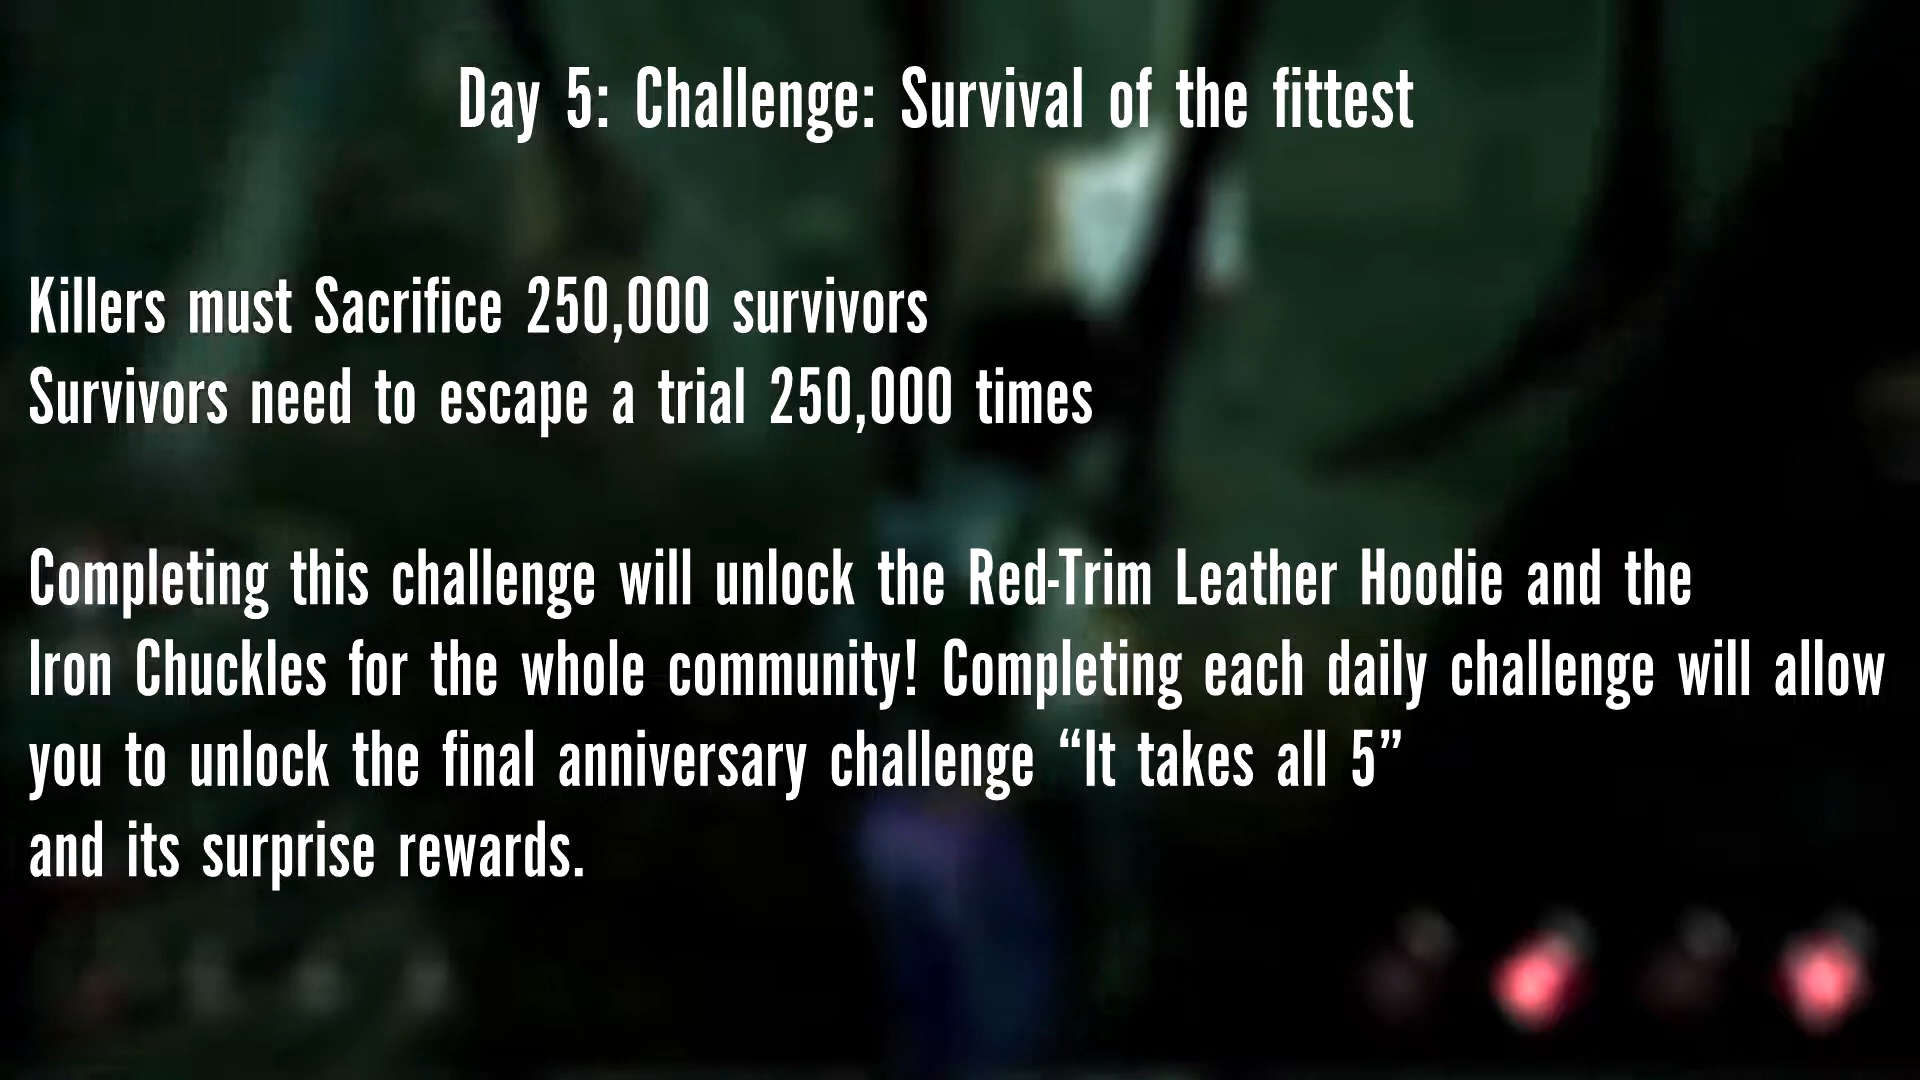 Day 5: Challenge: Survival of the fittest
Killers must Sacrifice 250,000 survivors
Survivors need to escape a trial 250,000 times
Completing this challenge will unlock the Red-Trim Leather Hoodie and the
Iron Chuckles for the whole community! Completing each daily challenge will allow
you to unlock the final anniversary challenge “It takes all 5”
and its surprise rewards.